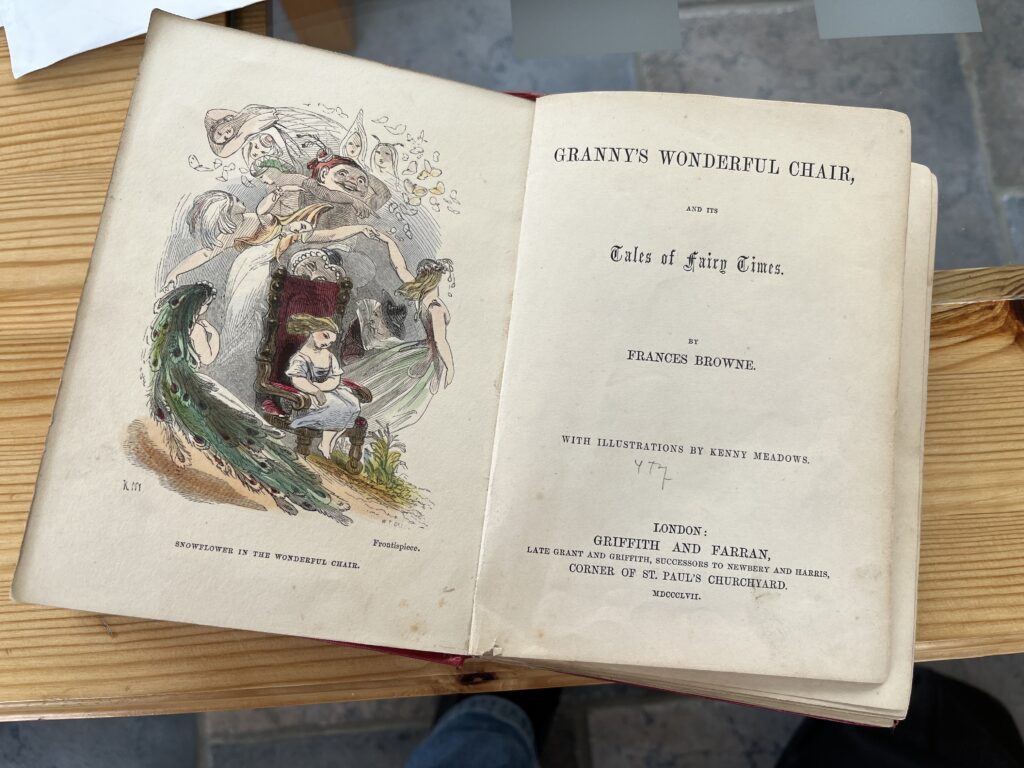 Frontispiece.
SNOWFLOWER IN THE WONDERFUL CHAIR.
GRANNY'S WONDERFUL CHAIR,
AND ITS
Tales of Fairy Times.
BY
FRANCES BROWNE.
WITH ILLUSTRATIONS BY KENNY MEADOWS.
LONDON:
GRIFFITH AND FARRAN,
LATE GRANT AND GRIFFITH, SUCCESSORS TO NEWBERY AND HARRIS,
CORNER OF ST. PAUL'S CHURCHYARD.
MDCCCLVII.